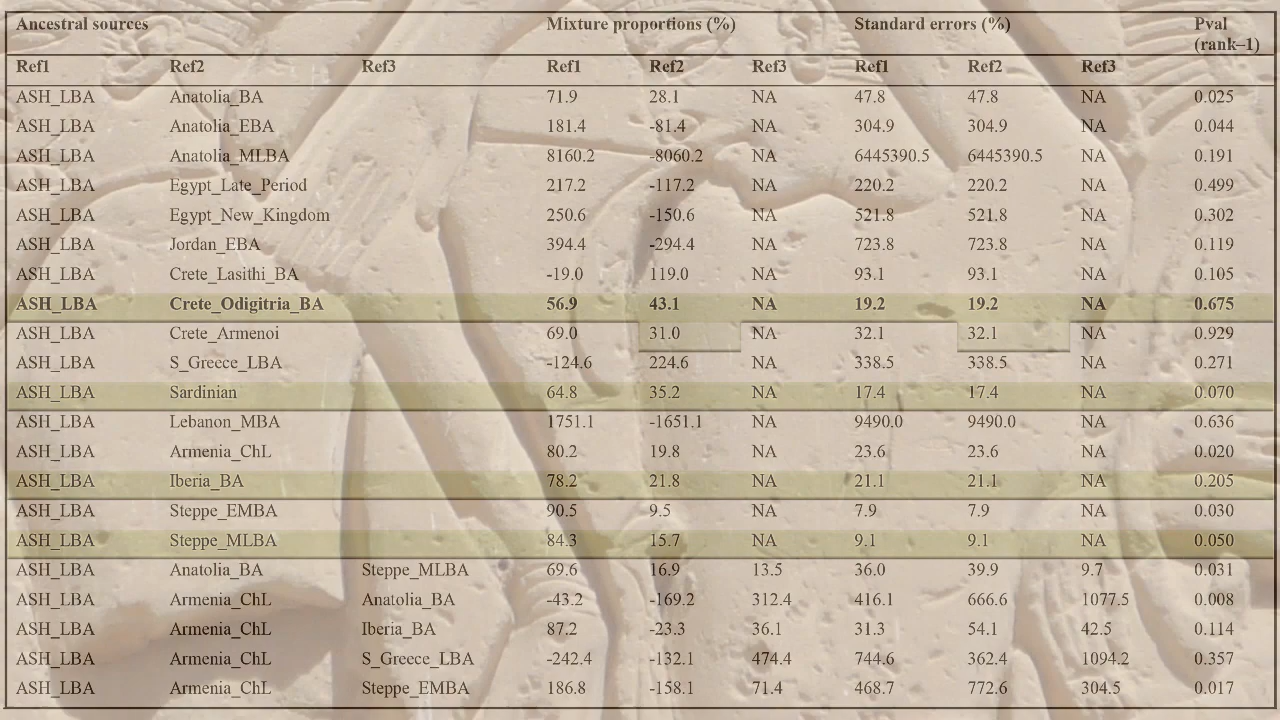 Ancestral sources Mixture proportions (%) Standard errors (%) Pval
(rank–1)
Ref1 Ref2 Ref3 Ref1 Ref2 Ref3 Ref1 Ref2 Ref3
ASH_LBA Anatolia_BA 71.9 28.1 NA 47.8 47.8 NA 0.025
ASH_LBA Anatolia_EBA 181.4 -81.4 NA 304.9 304.9 NA 0.044
ASH_LBA Anatolia_MLBA 8160.2 -8060.2 NA 6445390.5 6445390.5 NA 0.191
ASH_LBA Egypt_Late_Period 217.2 -117.2 NA 220.2 220.2 NA 0.499
ASH_LBA Egypt_New_Kingdom 250.6 -150.6 NA 521.8 521.8 NA 0.302
ASH_LBA Jordan_EBA 394.4 -294.4 NA 723.8 723.8 NA 0.119
ASH_LBA Crete_Lasithi_BA -19.0 119.0 NA 93.1 93.1 NA 0.105
ASH_LBA Crete_Odigitria_BA 56.9 43.1 NA 19.2 19.2 NA 0.675
ASH_LBA Crete_Armenoi 69.0 31.0 NA 32.1 32.1 NA 0.929
ASH_LBA S_Greece_LBA -124.6 224.6 NA 338.5 338.5 NA 0.271
ASH_LBA Sardinian 64.8 35.2 NA 17.4 17.4 NA 0.070
ASH_LBA Lebanon_MBA 1751.1 -1651.1 NA 9490.0 9490.0 NA 0.636
ASH_LBA Armenia_ChL 80.2 19.8 NA 23.6 23.6 NA 0.020
ASH_LBA Iberia_BA 78.2 21.8 NA 21.1 21.1 NA 0.205
ASH_LBA Steppe_EMBA 90.5 9.5 NA 7.9 7.9 NA 0.030
ASH_LBA Steppe_MLBA 84.3 15.7 NA 9.1 9.1 NA 0.050
ASH_LBA Anatolia_BA Steppe_MLBA 69.6 16.9 13.5 36.0 39.9 9.7 0.031
ASH_LBA Armenia_ChL Anatolia_BA -43.2 -169.2 312.4 416.1 666.6 1077.5 0.008
ASH_LBA Armenia_ChL Iberia_BA 87.2 -23.3 36.1 31.3 54.1 42.5 0.114
ASH_LBA Armenia_ChL S_Greece_LBA -242.4 -132.1 474.4 744.6 362.4 1094.2 0.357
ASH_LBA Armenia_ChL Steppe_EMBA 186.8 -158.1 71.4 468.7 772.6 304.5 0.017